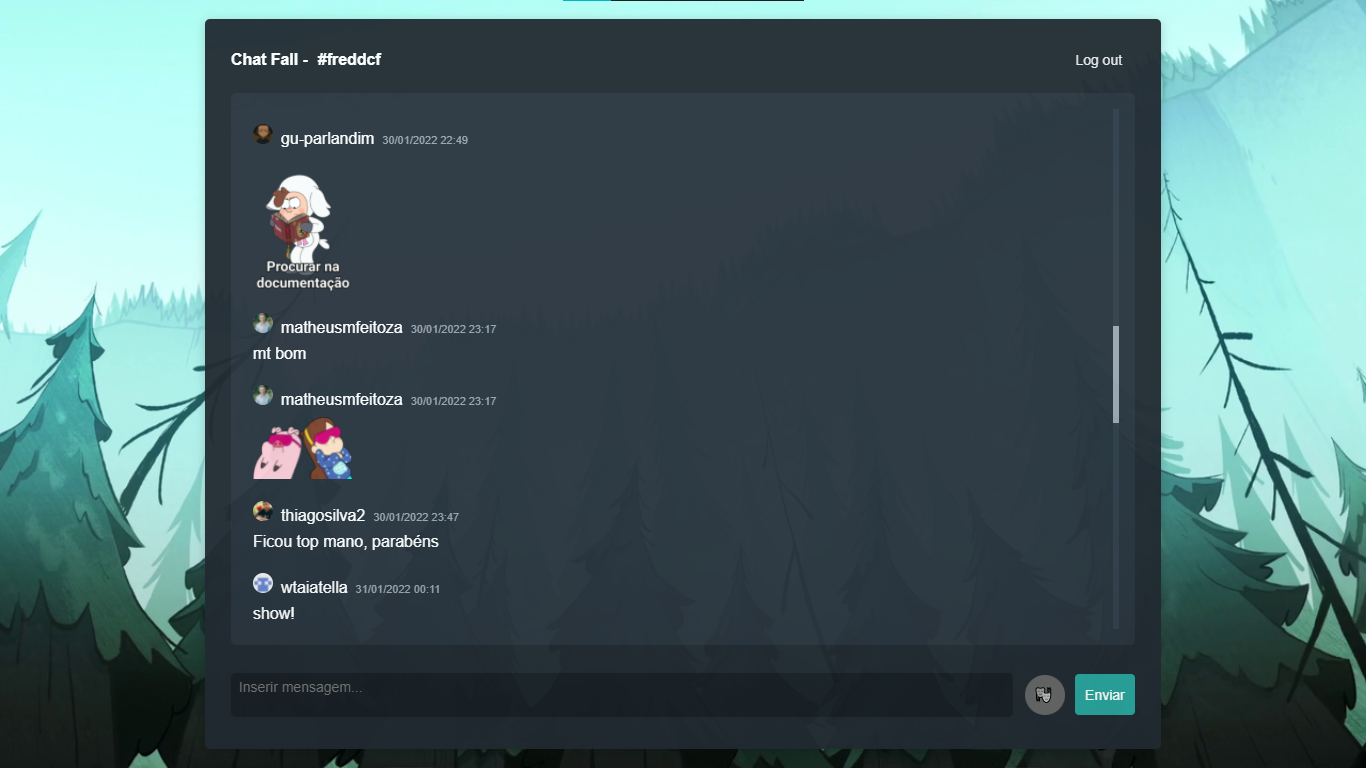 Chat Fall - #freddcf
Log out
gu-parlandim 30/01/2022 22:49
Procurar na
documentação
matheusmfeitoza 30/01/2022 23:17
mt bom
matheusmfeitoza 30/01/2022 23:17
thiagosilva2 30/01/2022 23:47
Ficou top mano, parabéns
wtaiatella 31/01/2022 00:11
show!
Inserir mensagem...
Enviar